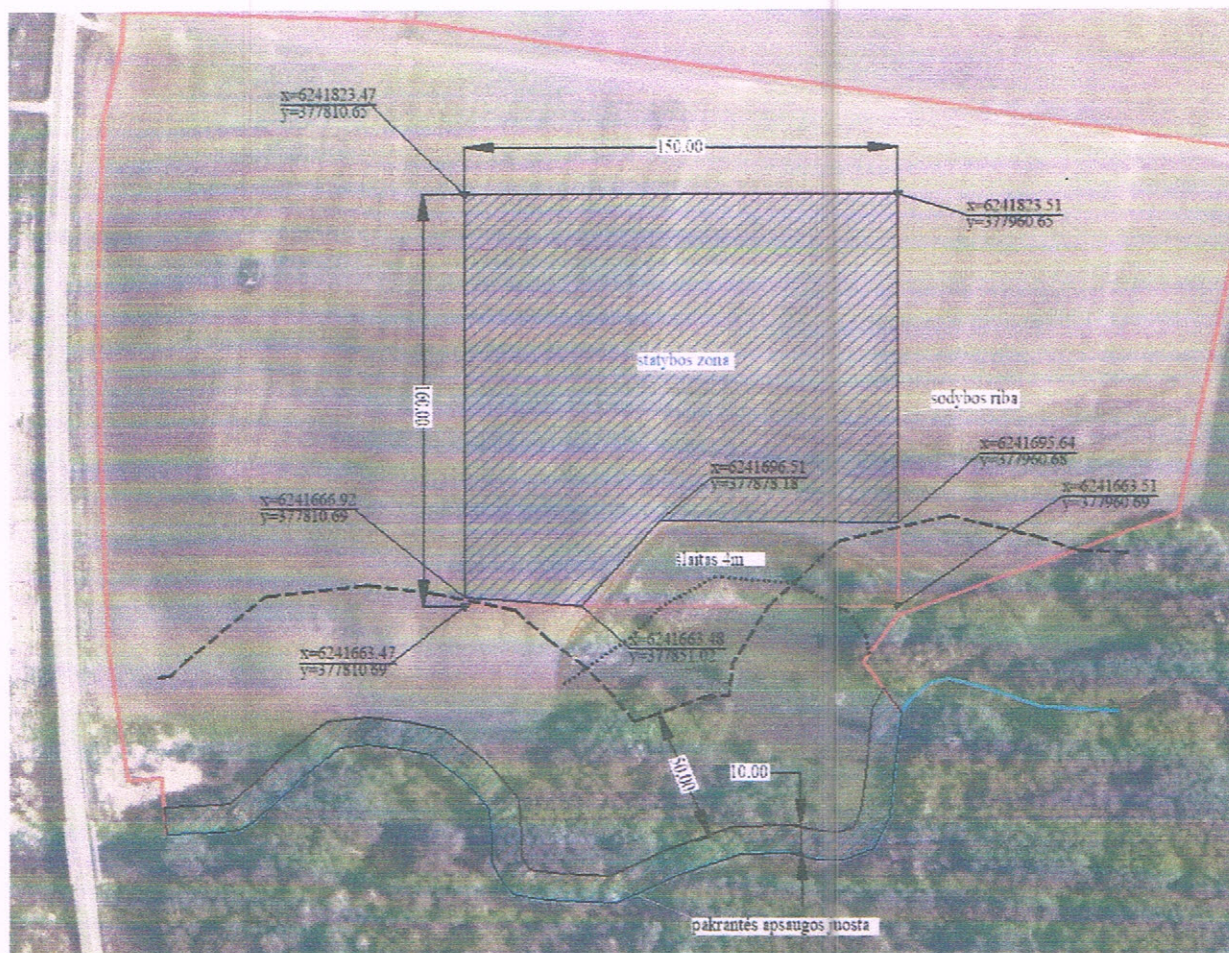 x=6241823.47
y=377810.65
150.00
x=6241823.51
y=377960.65
statybos zona
160.00
sodybos riba
x=6241695.64
y=377960.68
x=6241696.51
y=377878.18
x=6241663.51
y=377960.69
x=6241666.92
y=377810.69
šlaitas 4m
x=6241663.48
y=377851.02
x=6241663.47
y=377810.69
50.00
10.00
pakrantės apsaugos juosta